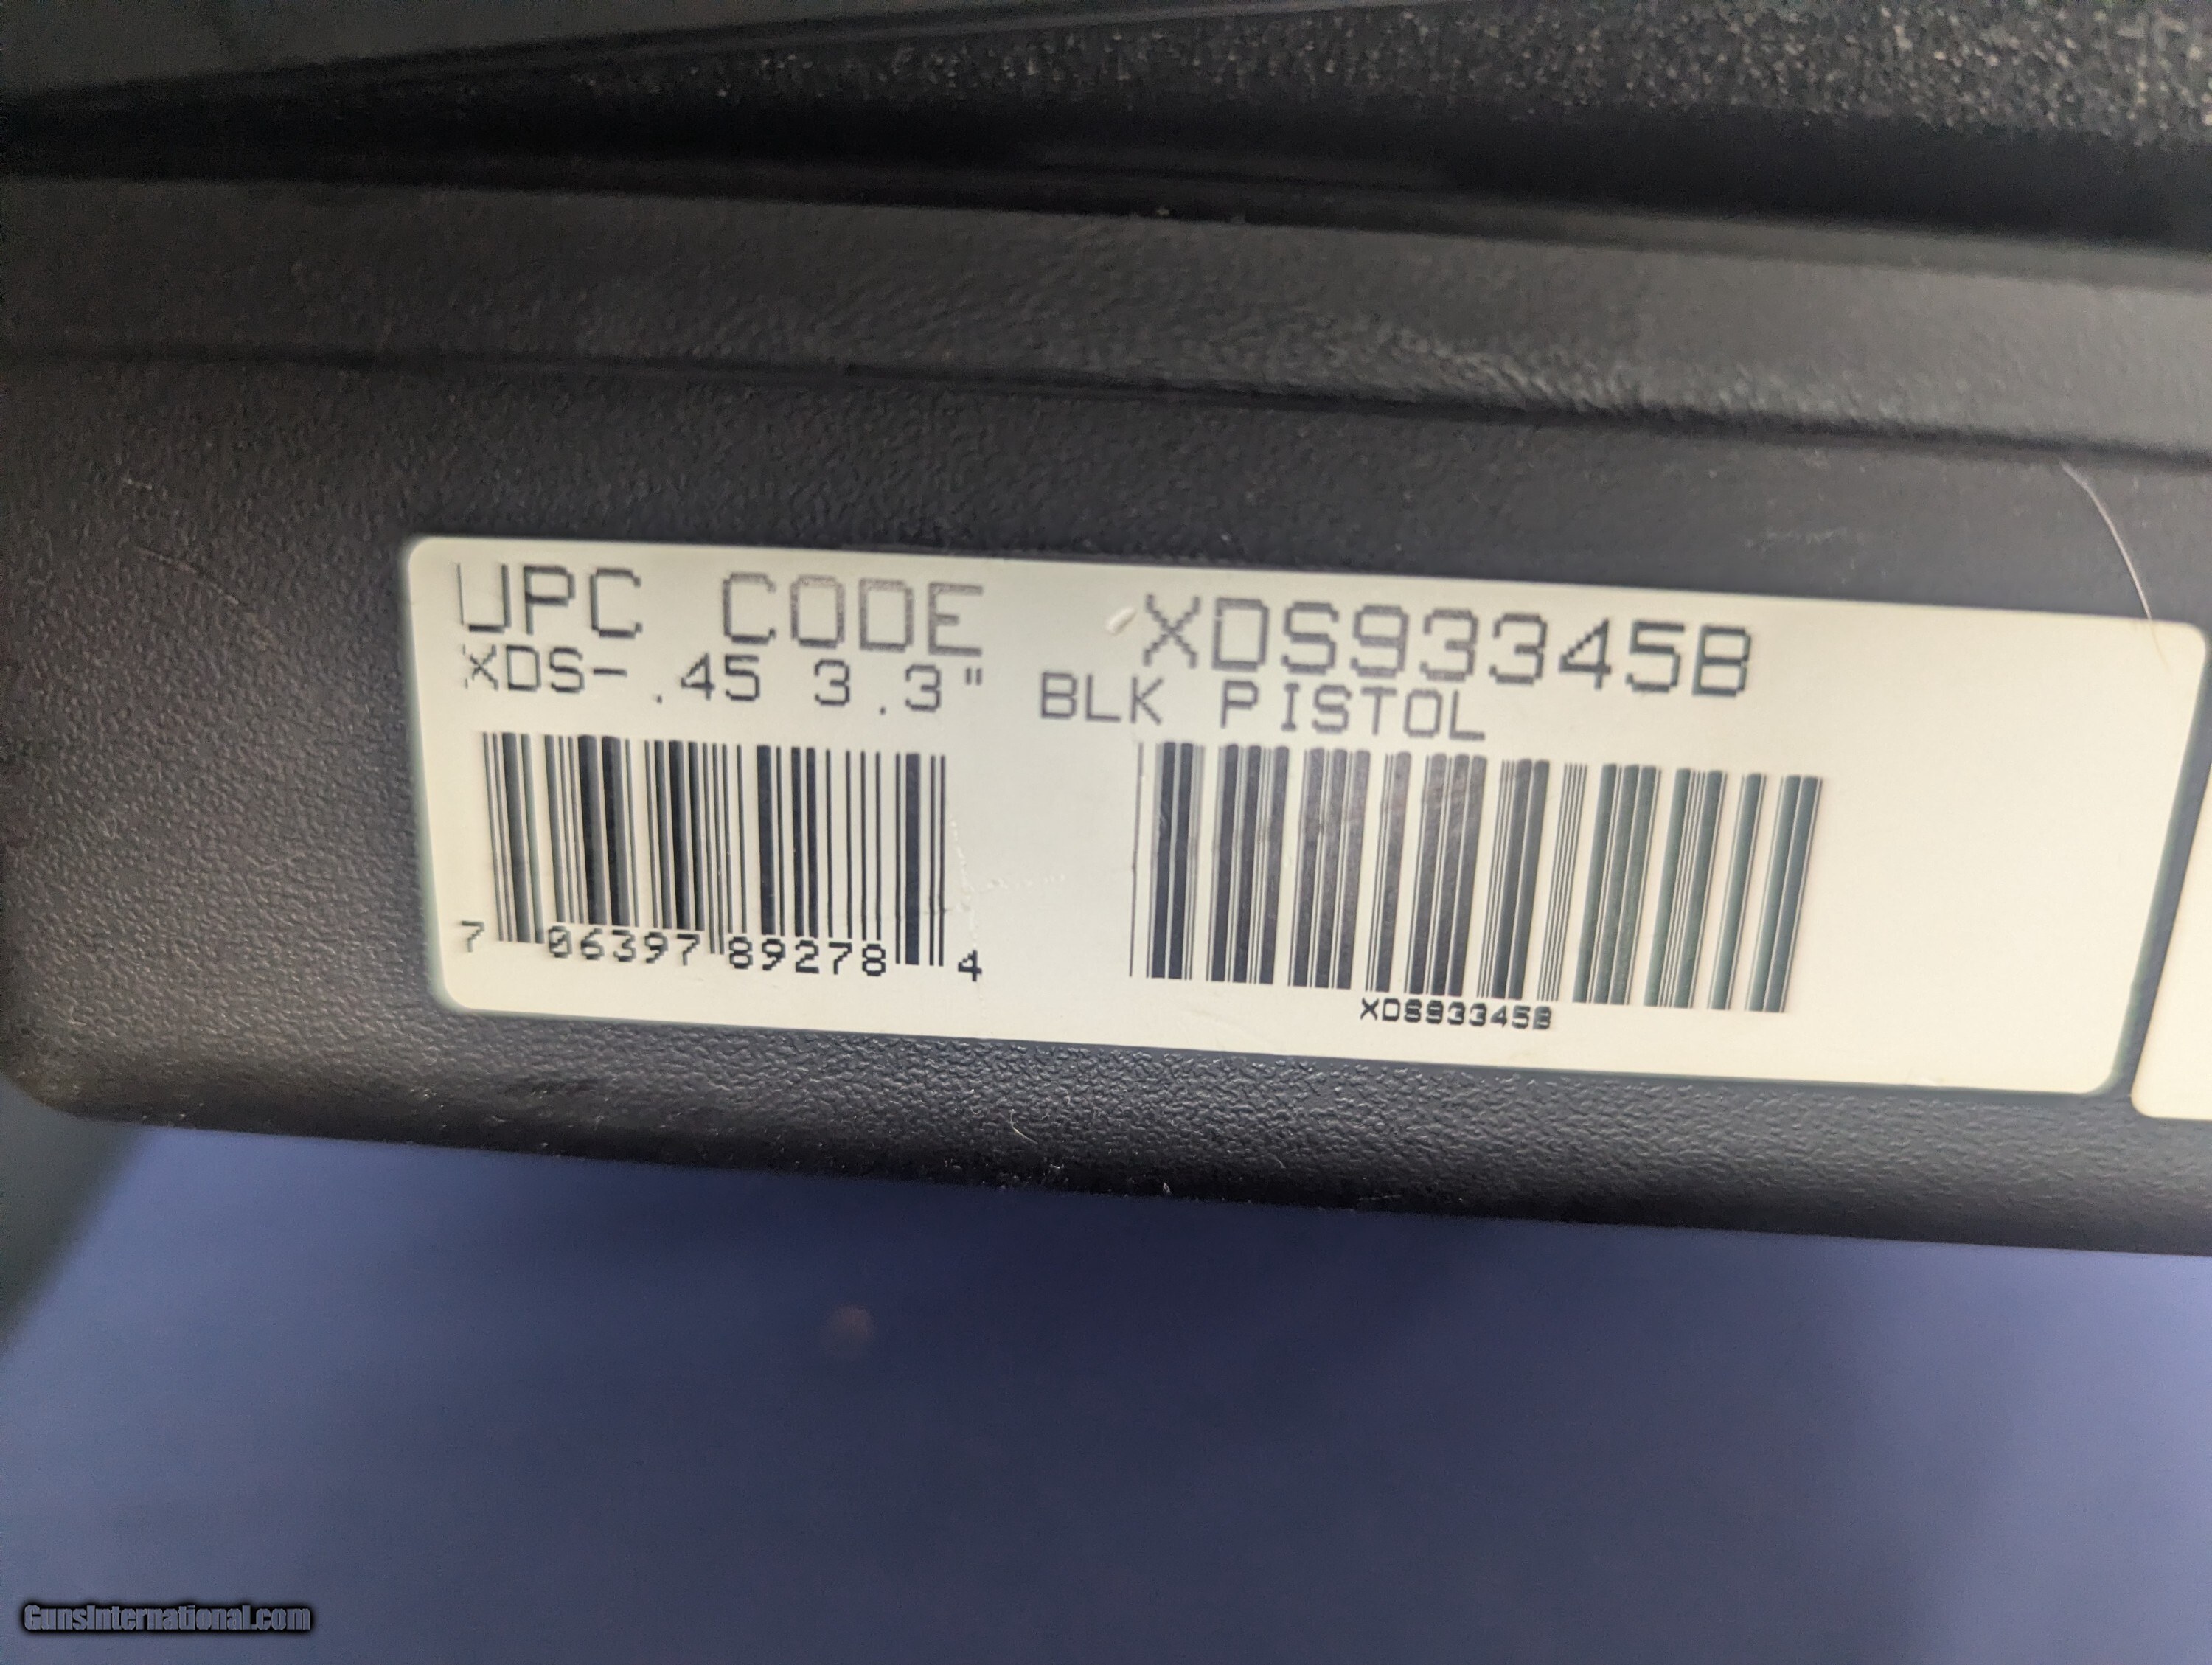 UPC CODE XDS93345B
XDS-.45 3.3" BLK PISTOL
7 06397 89278 4
XDS93345B
GunsInternational.com